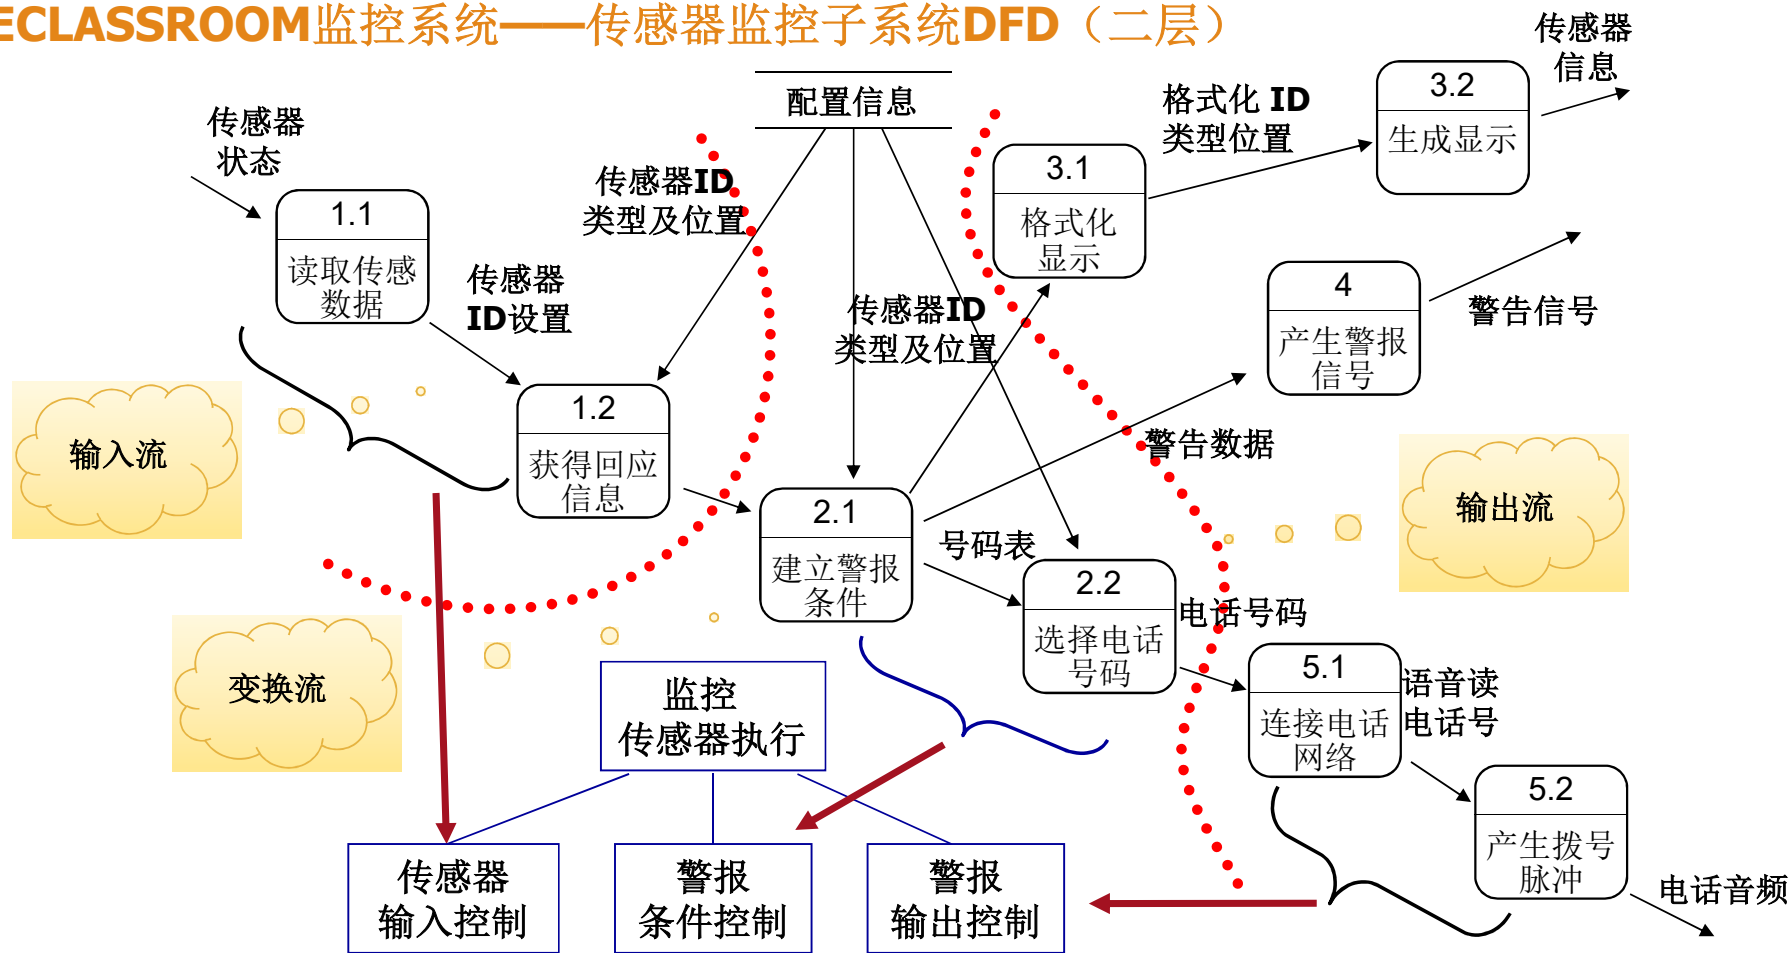 ECLASSROOM监控系统——传感器监控子系统DFD（二层）
传感器
信息
配置信息
格式化 ID
类型位置
3.2
生成显示
传感器
状态
传感器ID
类型及位置
3.1
格式化
显示
1.1
读取传感
数据
传感器
ID设置
传感器ID
类型及位置
4
产生警报
信号
警告信号
1.2
获得回应
信息
输入流
警告数据
输出流
2.1
建立警报
条件
号码表
2.2
选择电话
号码
电话号码
变换流
监控
传感器执行
5.1
连接电话
网络
语音读
电话号
5.2
产生拨号
脉冲
电话音频
传感器
输入控制
警报
条件控制
警报
输出控制